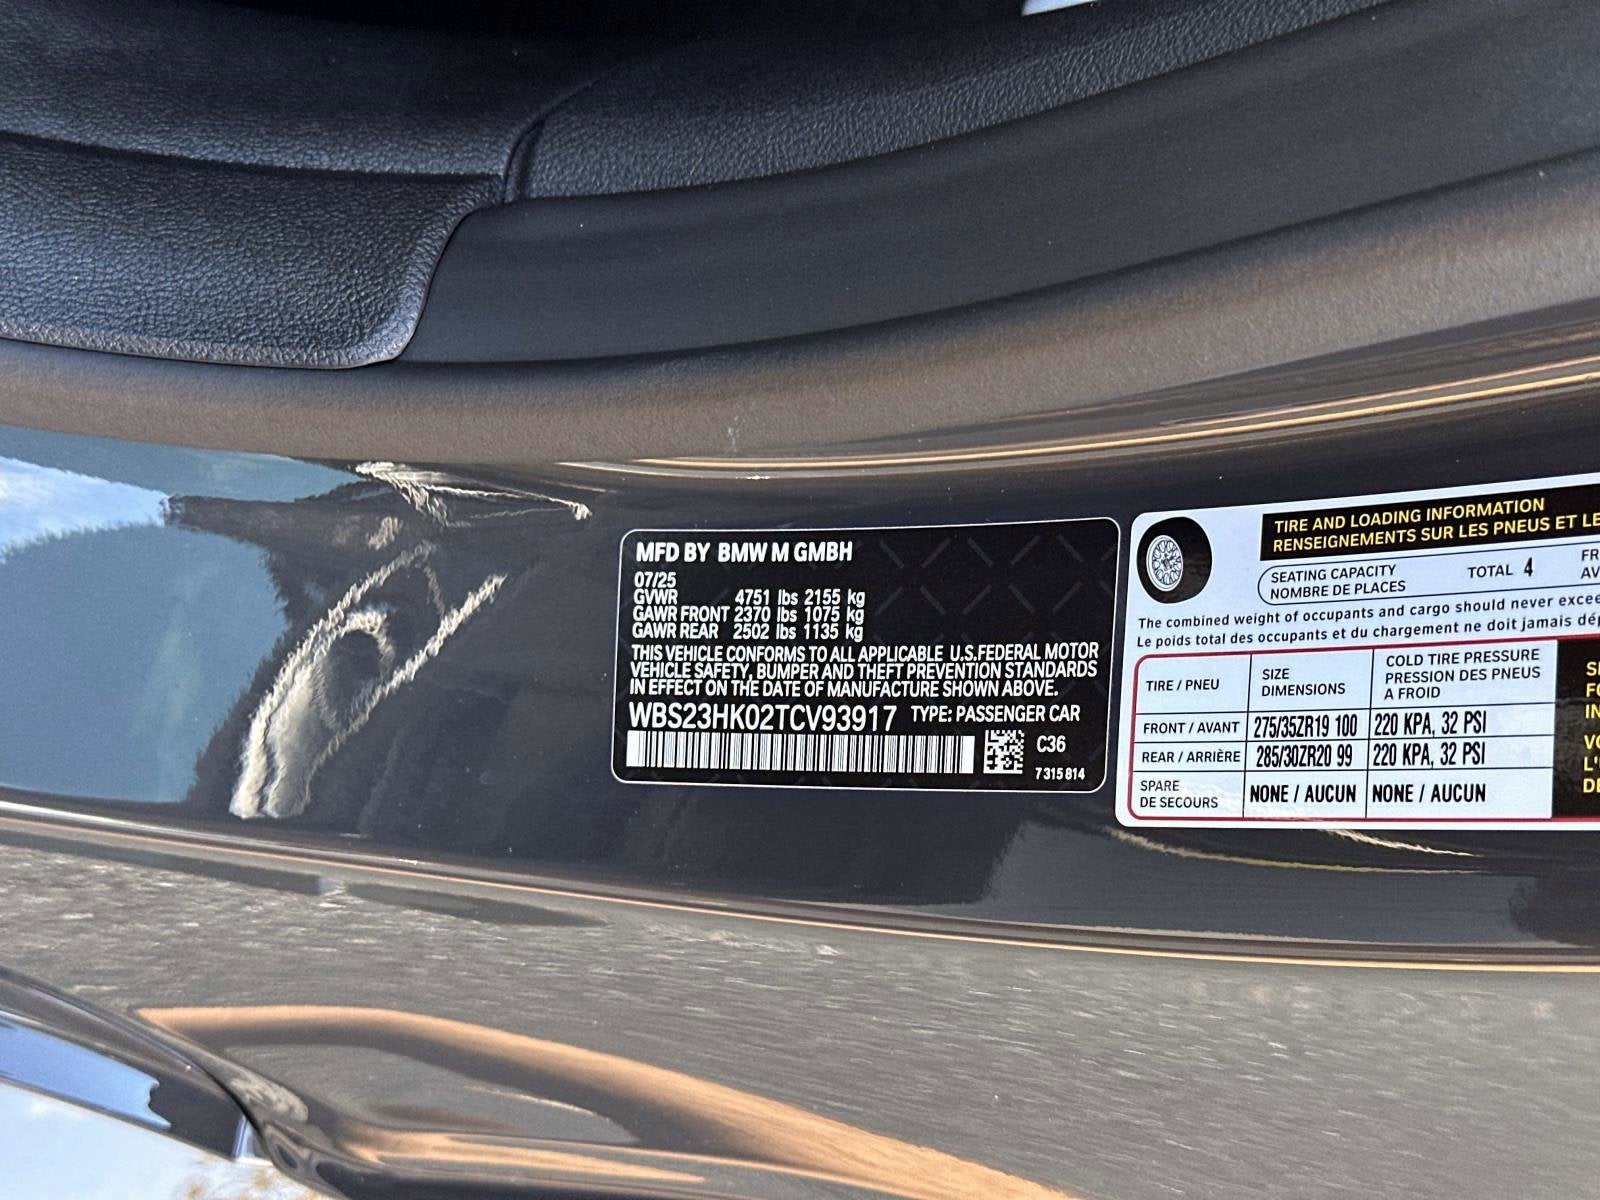 MFD BY BMW M GMBH
07/25
GVWR 4751 lbs 2155 kg
GAWR FRONT 2370 lbs 1075 kg
GAWR REAR 2502 lbs 1135 kg
THIS VEHICLE CONFORMS TO ALL APPLICABLE U.S.FEDERAL MOTOR
VEHICLE SAFETY, BUMPER AND THEFT PREVENTION STANDARDS
IN EFFECT ON THE DATE OF MANUFACTURE SHOWN ABOVE.
WBS23HK02TCV93917 TYPE: PASSENGER CAR
C36
7315814
TIRE AND LOADING INFORMATION
RENSEIGNEMENTS SUR LES PNEUS ET LE
SEATING CAPACITY
NOMBRE DE PLACES
TOTAL 4
FR
AV
The combined weight of occupants and cargo should never excee
Le poids total des occupants et du chargement ne doit jamais dép
TIRE / PNEU
SIZE
DIMENSIONS
COLD TIRE PRESSURE
PRESSION DES PNEUS
A FROID
FRONT / AVANT 275/35ZR19 100 220 KPA, 32 PSI
REAR / ARRIÈRE 285/30ZR20 99 220 KPA, 32 PSI
SPARE
DE SECOURS
NONE / AUCUN NONE / AUCUN